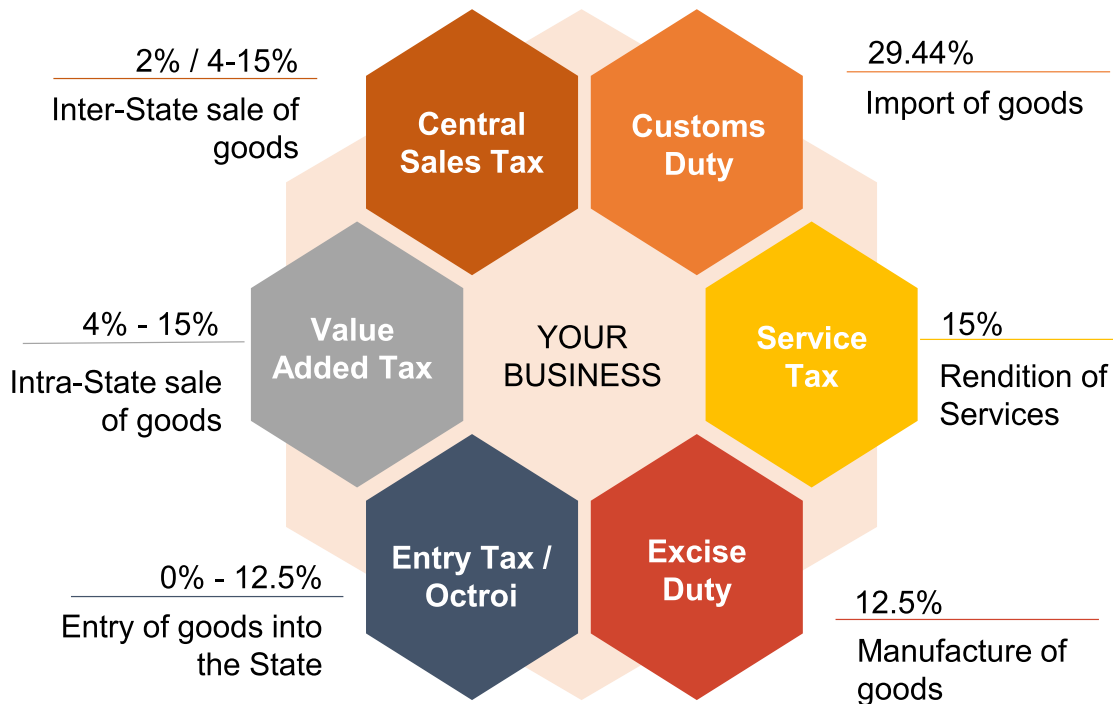 2% / 4-15%
Inter-State sale of
goods
Central
Sales Tax
Customs
Duty
29.44%
Import of goods
4% - 15%
Intra-State sale
of goods
Value
Added Tax
YOUR
BUSINESS
Service
Tax
15%
Rendition of
Services
0% - 12.5%
Entry of goods into
the State
Entry Tax /
Octroi
Excise
Duty
12.5%
Manufacture of
goods